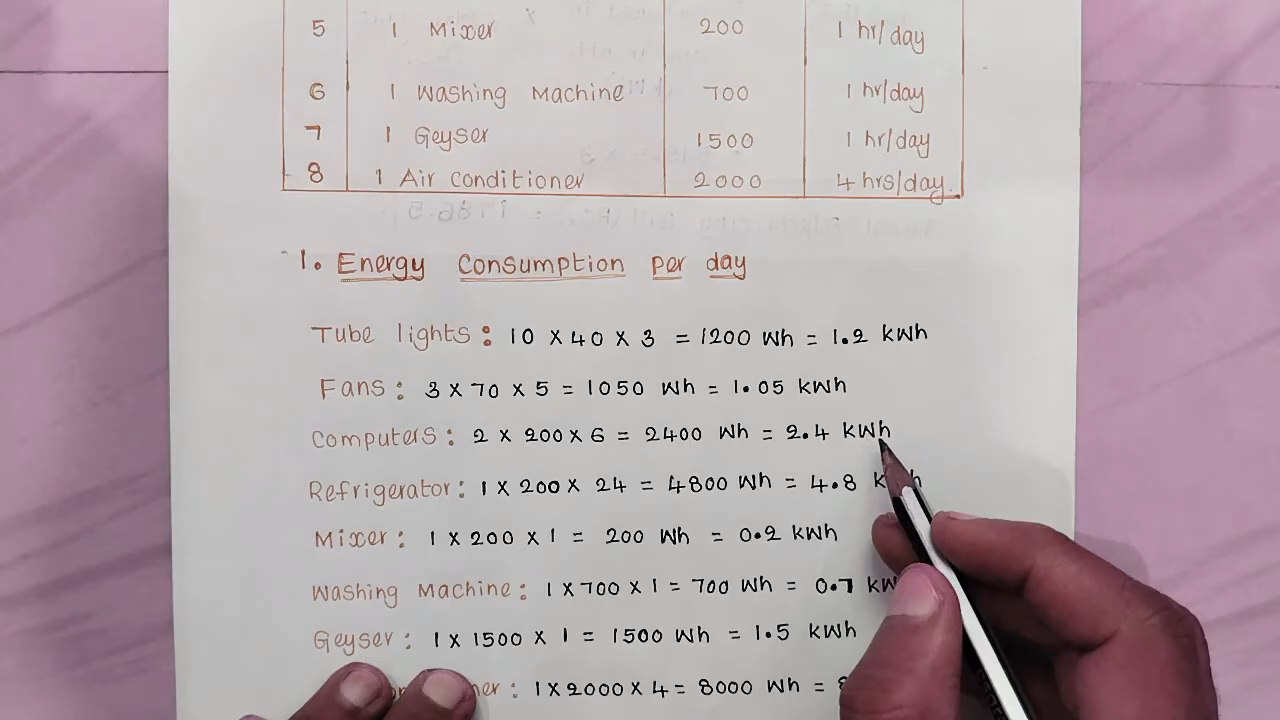 5 1 Mixer 200 1 hr/day
6 1 Washing Machine 700 1 hr/day
7 1 Geyser 1500 1 hr/day
8 1 Air conditioner 2000 4 hrs/day.
1. Energy Consumption Per day
Tube lights: 10 x 40 x 3 = 1200 Wh = 1.2 kWh
Fans: 3 x 70 x 5 = 1050 Wh = 1.05 kWh
Computers: 2 x 200 x 6 = 2400 Wh = 2.4 kWh
Refrigerator: 1 x 200 x 24 = 4800 Wh = 4.8
Mixer: 1 x 200 x 1 = 200 Wh = 0.2 kWh
Washing Machine: 1 x 700 x 1 = 700 Wh = 0.7
Geyser: 1 x 1500 x 1 = 1500 Wh = 1.5 kWh
: 1 x 2000 x 4 = 8000 Wh =